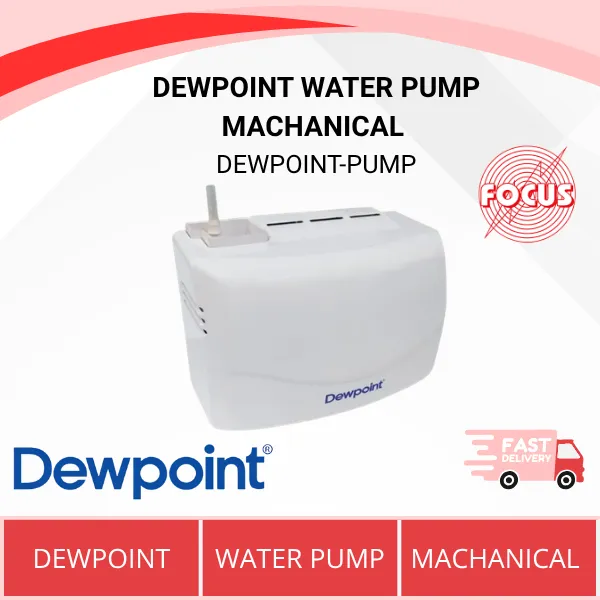 DEWPOINT WATER PUMP
MACHANICAL
DEWPOINT-PUMP
FOCUS
Dewpoint
Dewpoint®
FAST
DELIVERY
DEWPOINT
WATER PUMP
MACHANICAL